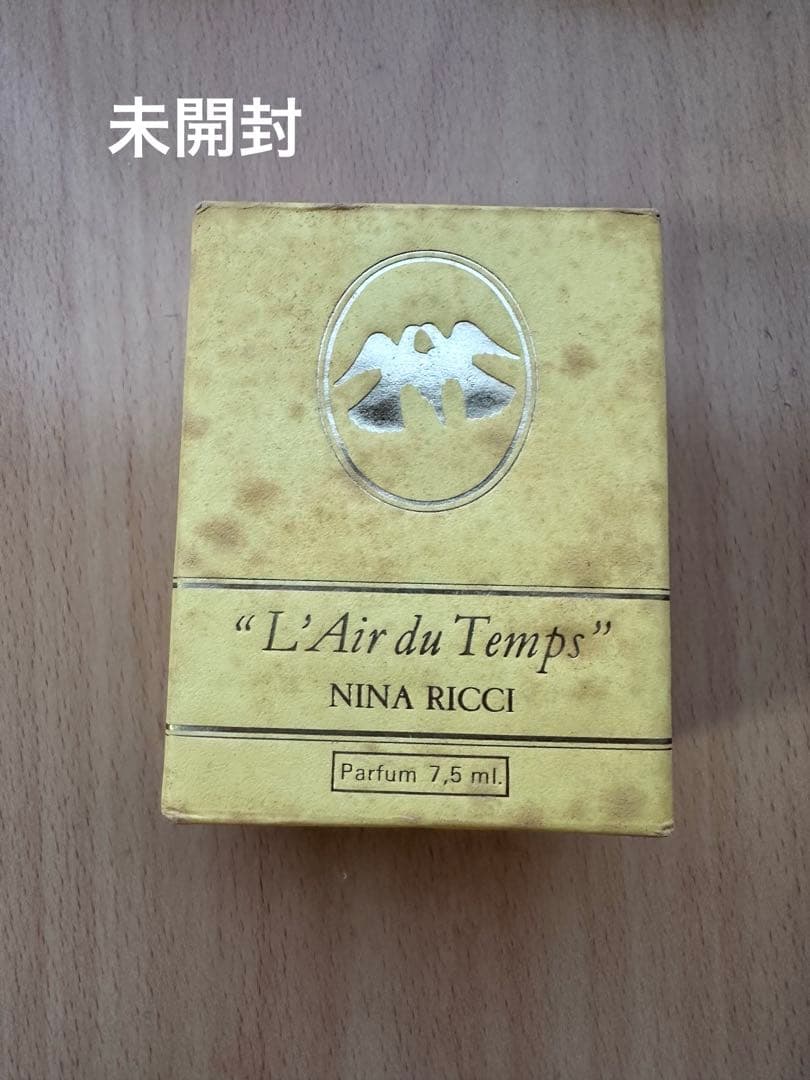 未開封
“L’Air du Temps”
NINA RICCI
Parfum 7,5 ml.